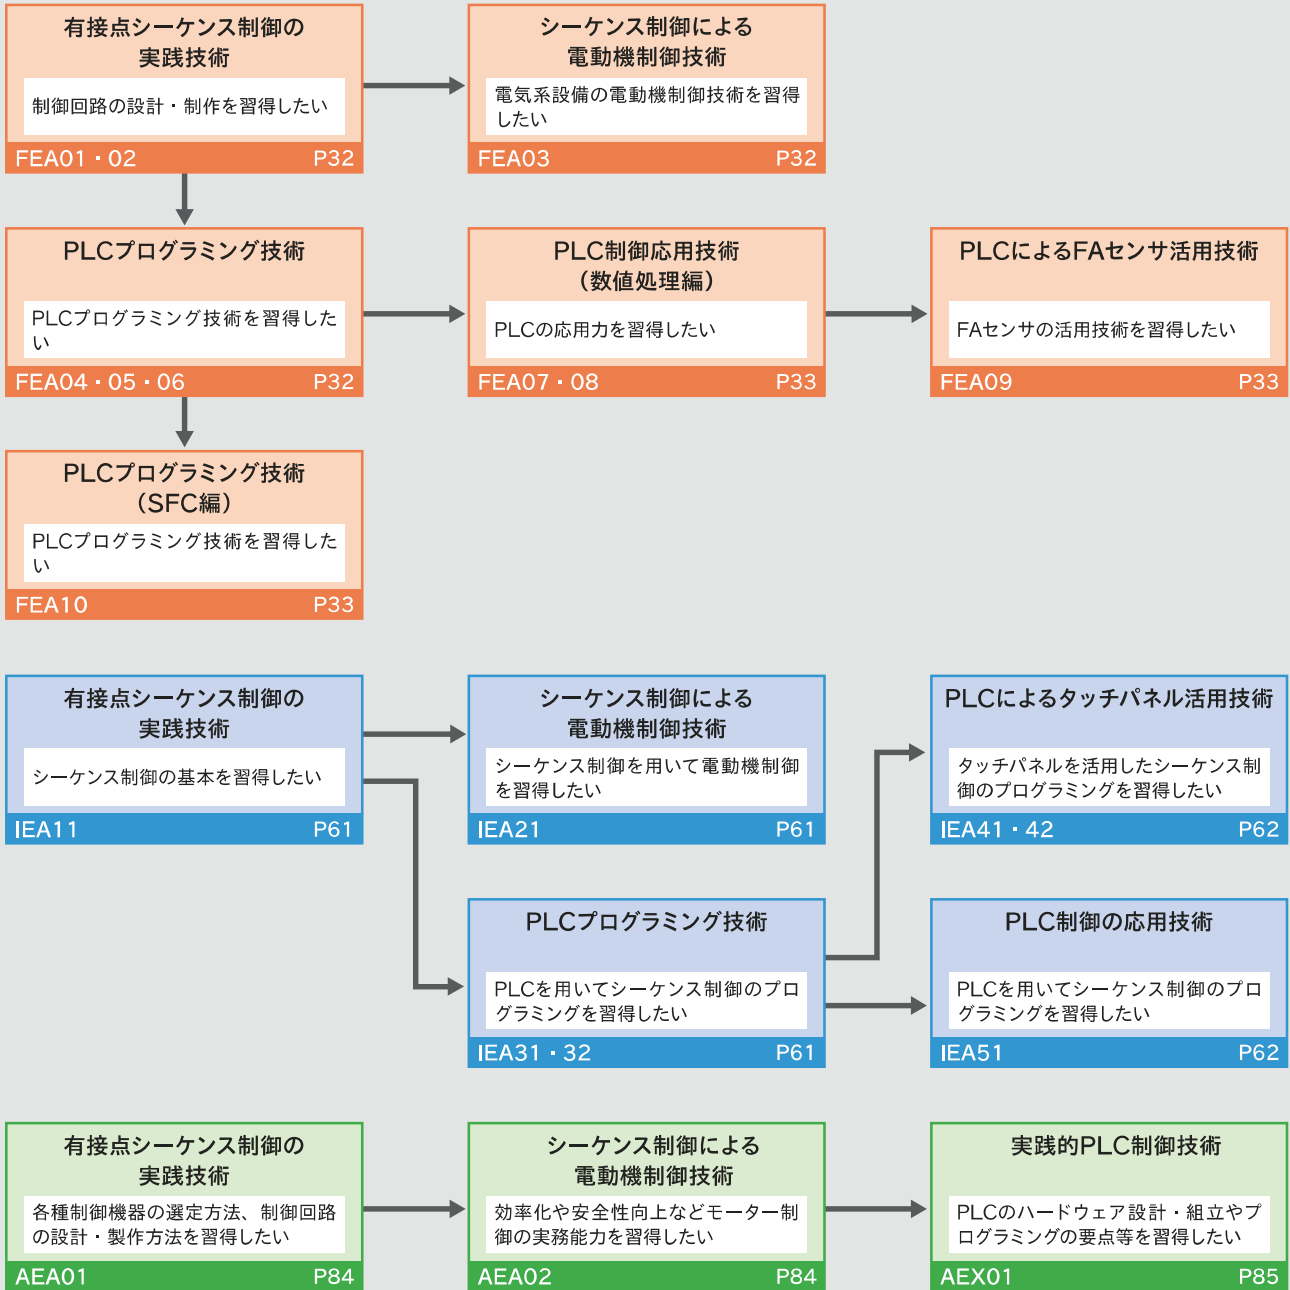 有接点シーケンス制御の
実践技術
制御回路の設計・制作を習得したい
FEA01・02 P32
シーケンス制御による
電動機制御技術
電気系設備の電動機制御技術を習得
したい
FEA03 P32
PLCプログラミング技術
PLCプログラミング技術を習得した
い
FEA04・05・06 P32
PLC制御応用技術
（数値処理編）
PLCの応用力を習得したい
FEA07・08 P33
PLCによるFAセンサ活用技術
FAセンサの活用技術を習得したい
FEA09 P33
PLCプログラミング技術
（SFC編）
PLCプログラミング技術を習得した
い
FEA10 P33
有接点シーケンス制御の
実践技術
シーケンス制御の基本を習得したい
IEA11 P61
シーケンス制御による
電動機制御技術
シーケンス制御を用いて電動機制御
を習得したい
IEA21 P61
PLCによるタッチパネル活用技術
タッチパネルを活用したシーケンス制
御のプログラミングを習得したい
IEA41・42 P62
PLCプログラミング技術
PLCを用いてシーケンス制御のプロ
グラミングを習得したい
IEA31・32 P61
PLC制御の応用技術
PLCを用いてシーケンス制御のプロ
グラミングを習得したい
IEA51 P62
有接点シーケンス制御の
実践技術
各種制御機器の選定方法、制御回路
の設計・製作方法を習得したい
AEA01 P84
シーケンス制御による
電動機制御技術
効率化や安全性向上などモーター制
御の実務能力を習得したい
AEA02 P84
実践的PLC制御技術
PLCのハードウェア設計・組立やプ
ログラミングの要点等を習得したい
AEX01 P85